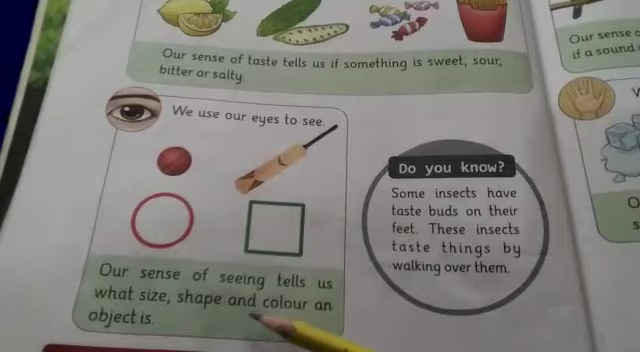 Our sense of taste tells us if something is sweet, sour,
bitter or salty.
We use our eyes to see.
Our sense of seeing tells us
what size, shape and colour an
object is.
Do you know?
Some insects have
taste buds on their
feet. These insects
taste things by
walking over them.
Our sense
if a sound